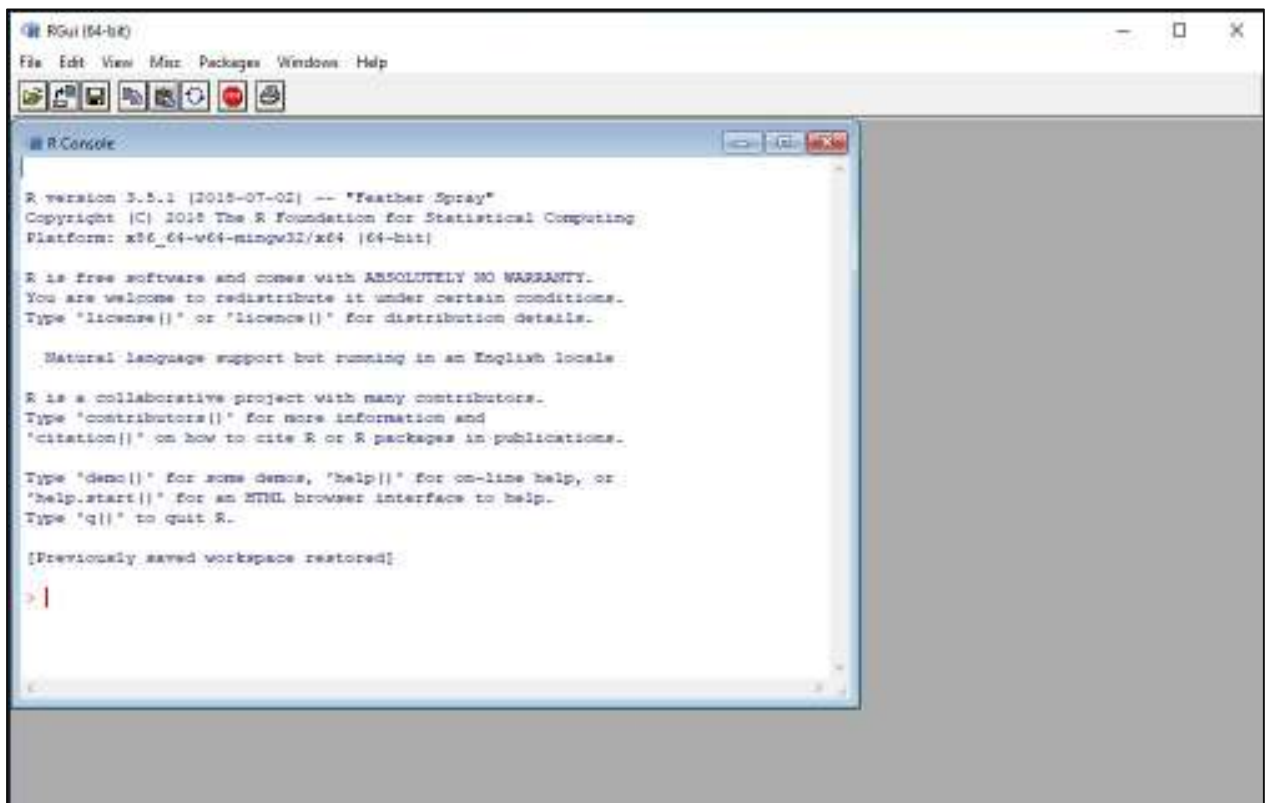 RGui (64-bit)
File Edit View Misc Packages Windows Help
STOP
R Console
R version 3.5.1 (2018-07-02) -- "Feather Spray"
Copyright (C) 2018 The R Foundation for Statistical Computing
Platform: x86_64-w64-mingw32/x64 (64-bit)
R is free software and comes with ABSOLUTELY NO WARRANTY.
You are welcome to redistribute it under certain conditions.
Type 'license()' or 'licence()' for distribution details.
Natural language support but running in an English locale
R is a collaborative project with many contributors.
Type 'contributors()' for more information and
'citation()' on how to cite R or R packages in publications.
Type 'demo()' for some demos, 'help()' for on-line help, or
'help.start()' for an HTML browser interface to help.
Type 'q()' to quit R.
[Previously saved workspace restored]
>